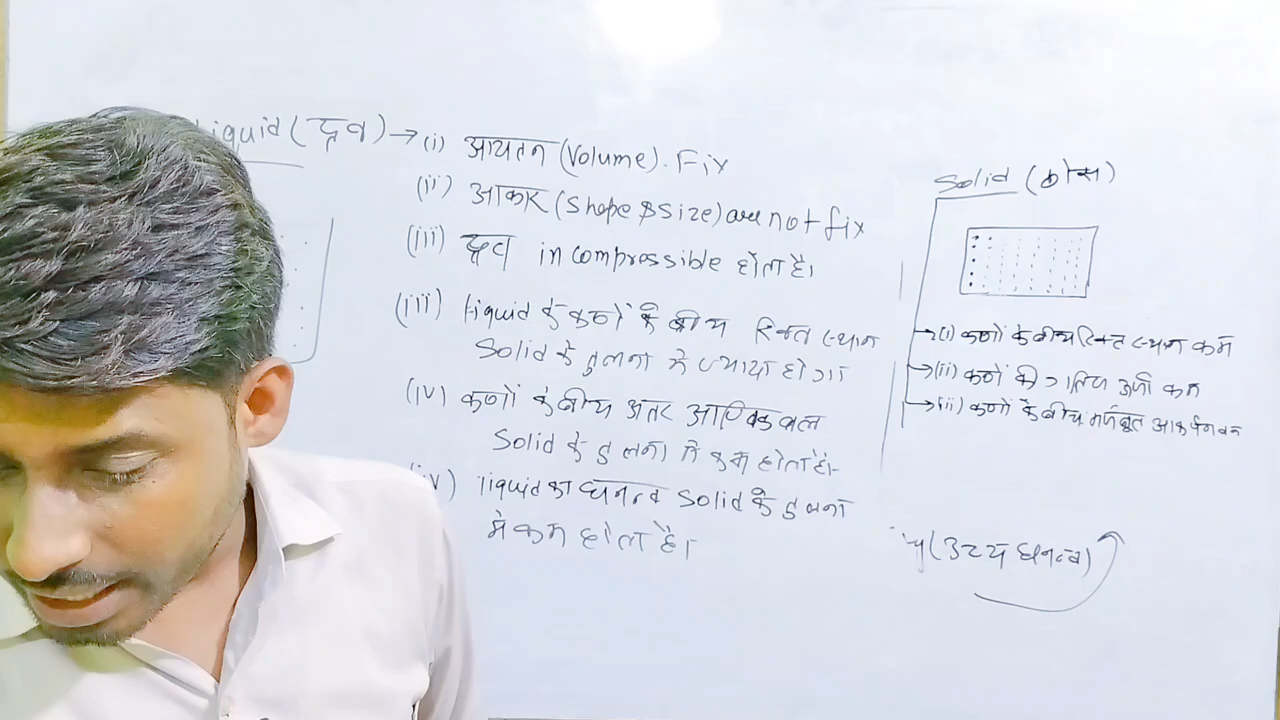 liquid (द्रव) → (i) आयतन (Volume). Fix
(ii) आकार (Shape & Size) are not fix
(iii) द्रव incompressible होता है।
(iii) liquid के कणों के बीच रिक्त स्थान
Solid के तुलना मे ज्यादा होगा
(iv) कणों के बीच अंतर आण्विक बल
Solid के तुलना मे कम होता है।
iv) liquid का घनत्व Solid के तुलना
मे कम होता है।
Solid (ठोस)
→ (i) कणों के बीच रिक्त स्थान कम
→ (ii) कणों की गतिज ऊर्जा कम
→ (iii) कणों के बीच मजबूत आकर्षण बल
y (उच्च घनत्व)